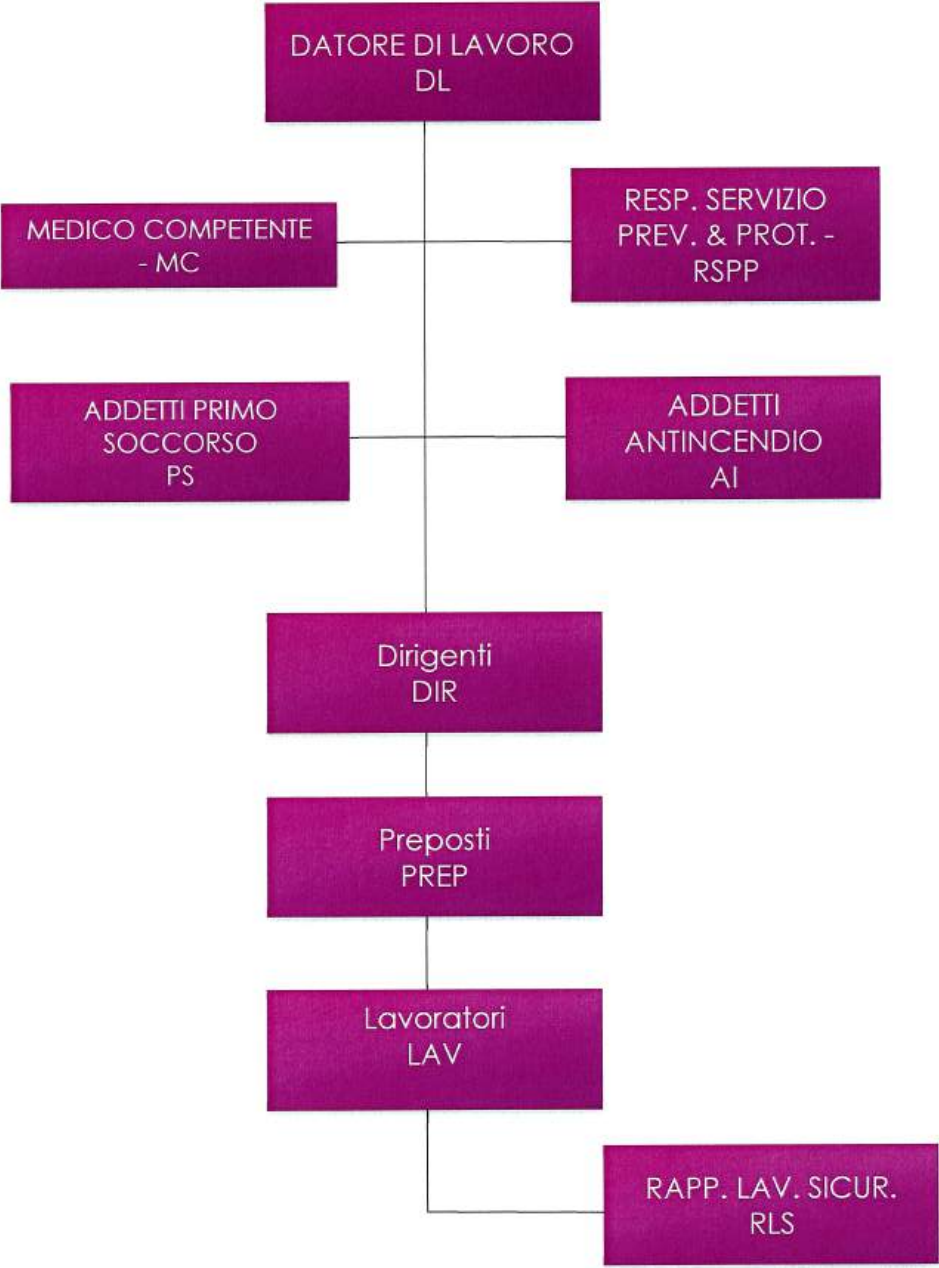 DATORE DI LAVORO
DL
MEDICO COMPETENTE
- MC
RESP. SERVIZIO
PREV. & PROT. -
RSPP
ADDETTI PRIMO
SOCCORSO
PS
ADDETTI
ANTINCENDIO
AI
Dirigenti
DIR
Preposti
PREP
Lavoratori
LAV
RAPP. LAV. SICUR.
RLS